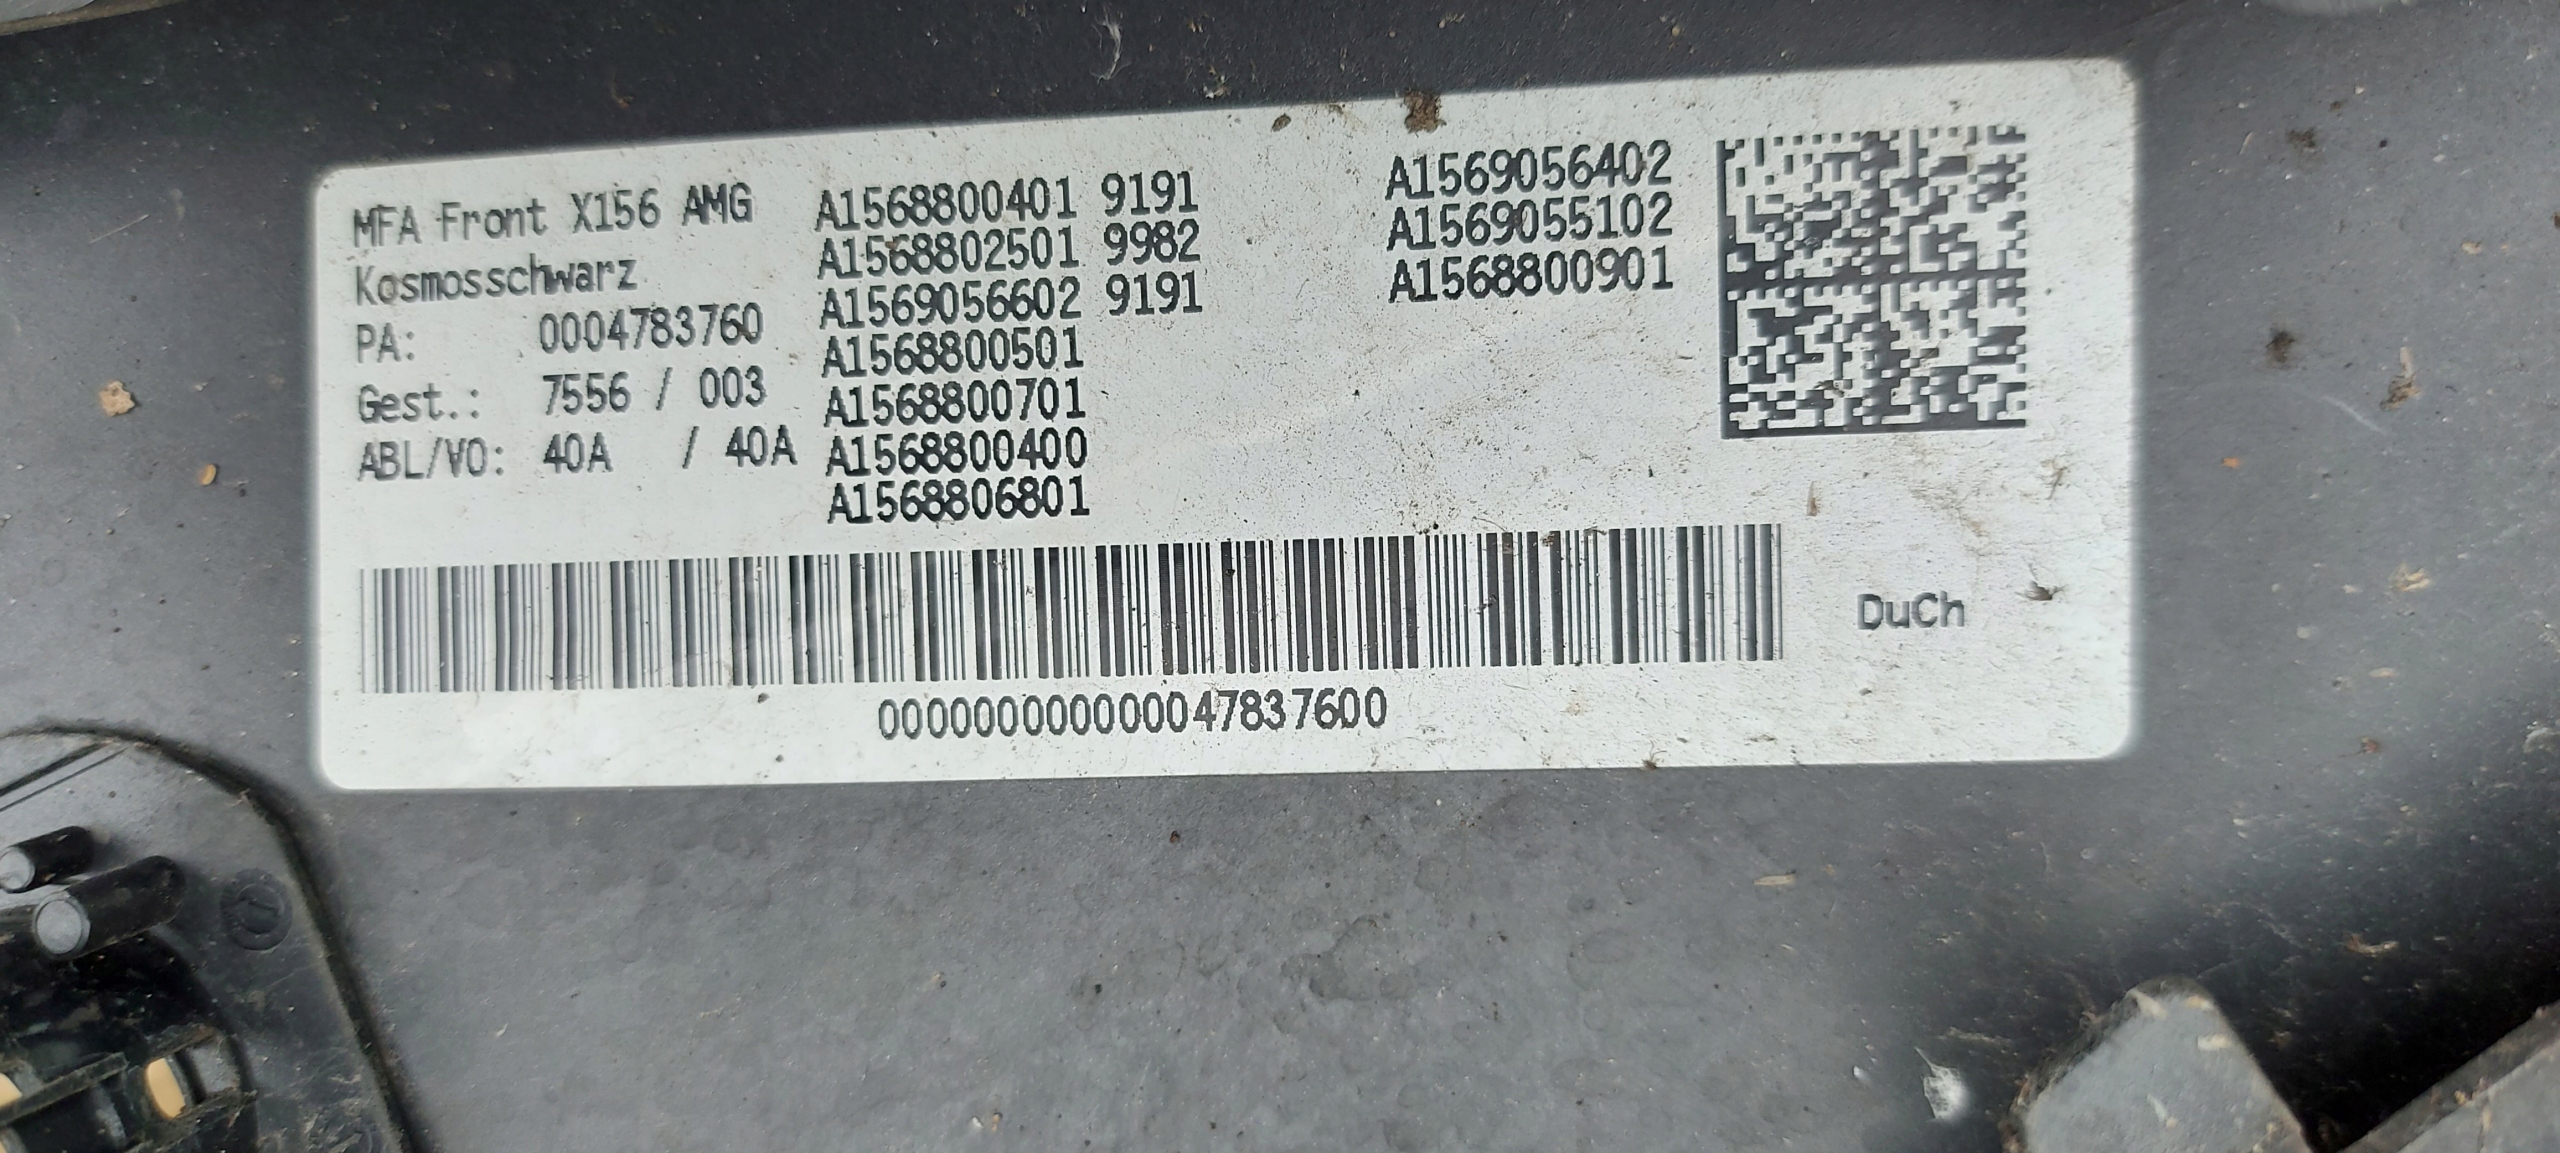 MFA Front X156 AMG
Kosmosschwarz
PA: 0004783760
Gest.: 7556 / 003
ABL/VO: 40A / 40A
A1568800401 9191
A1568802501 9982
A1569056602 9191
A1568800501
A1568800701
A1568800400
A1568806801
A1569056402
A1569055102
A1568800901
DuCh
000000000000047837600